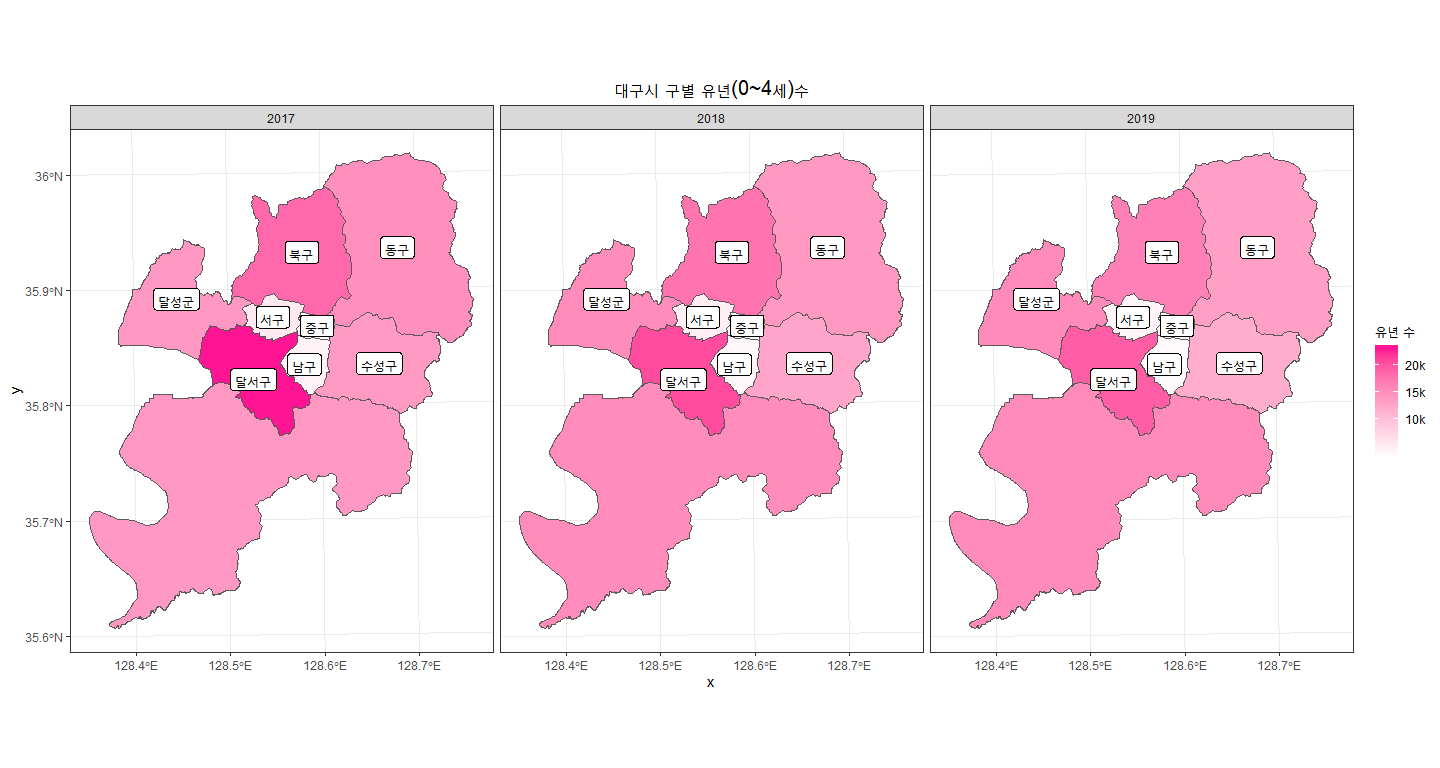 대구시 구별 유년(0~4세)수
2017 2018 2019
36°N
35.9°N
35.8°N
35.7°N
35.6°N
y
북구 동구 달성군 서구 중구 남구 수성구 달서구
북구 동구 달성군 서구 중구 남구 수성구 달서구
북구 동구 달성군 서구 중구 남구 수성구 달서구
128.4°E 128.5°E 128.6°E 128.7°E 128.4°E 128.5°E 128.6°E 128.7°E 128.4°E 128.5°E 128.6°E 128.7°E
x
유년 수
20k
15k
10k